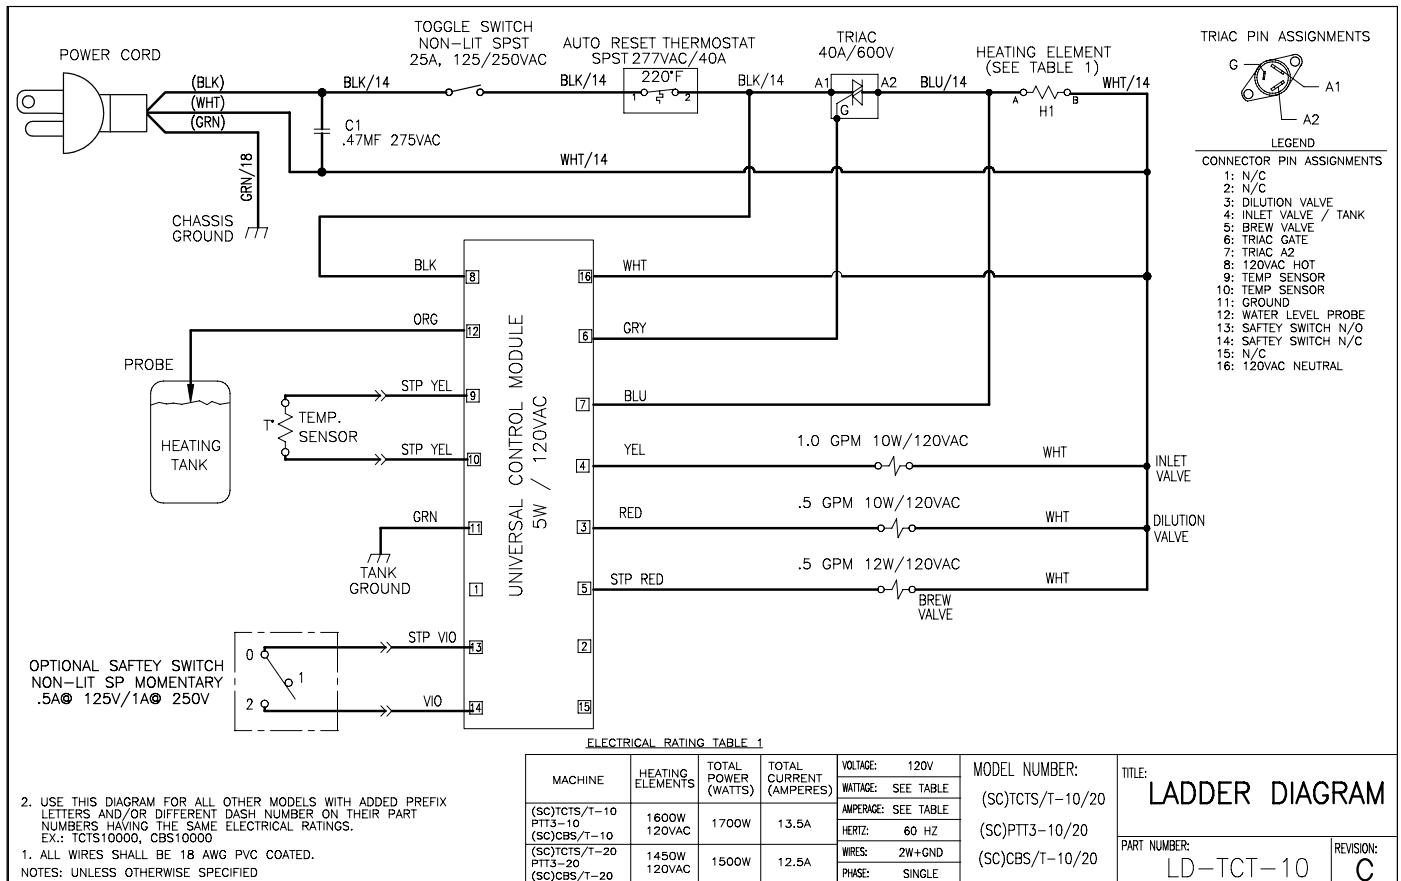 POWER CORD
(BLK)
(WHT)
(GRN)
GRN/18
CHASSIS
GROUND
BLK/14
C1
.47MF 275VAC
TOGGLE SWITCH
NON-LIT SPST
25A, 125/250VAC
BLK/14
AUTO RESET THERMOSTAT
SPST 277VAC/40A
220°F
1
2
BLK/14
TRIAC
40A/600V
A1
A2
G
BLU/14
HEATING ELEMENT
(SEE TABLE 1)
A
H1
B
WHT/14
WHT/14
TRIAC PIN ASSIGNMENTS
G
A1
A2
LEGEND
CONNECTOR PIN ASSIGNMENTS
1: N/C
2: N/C
3: DILUTION VALVE
4: INLET VALVE / TANK
5: BREW VALVE
6: TRIAC GATE
7: TRIAC A2
8: 120VAC HOT
9: TEMP SENSOR
10: TEMP SENSOR
11: GROUND
12: WATER LEVEL PROBE
13: SAFTEY SWITCH N/O
14: SAFTEY SWITCH N/C
15: N/C
16: 120VAC NEUTRAL
BLK
8
ORG
12
PROBE
HEATING
TANK
STP YEL
9
T°
TEMP.
SENSOR
STP YEL
10
GRN
11
TANK
GROUND
1
STP VIO
13
VIO
14
0
1
2
OPTIONAL SAFTEY SWITCH
NON-LIT SP MOMENTARY
.5A@ 125V/1A@ 250V
UNIVERSAL CONTROL MODULE
5W / 120VAC
16
WHT
6
GRY
7
BLU
4
YEL
1.0 GPM 10W/120VAC
WHT
INLET
VALVE
3
RED
.5 GPM 10W/120VAC
WHT
DILUTION
VALVE
5
STP RED
.5 GPM 12W/120VAC
WHT
BREW
VALVE
2
15
2. USE THIS DIAGRAM FOR ALL OTHER MODELS WITH ADDED PREFIX
LETTERS AND/OR DIFFERENT DASH NUMBER ON THEIR PART
NUMBERS HAVING THE SAME ELECTRICAL RATINGS.
EX.: TCTS10000, CBS10000
1. ALL WIRES SHALL BE 18 AWG PVC COATED.
NOTES: UNLESS OTHERWISE SPECIFIED
ELECTRICAL RATING TABLE 1
MACHINE
HEATING
ELEMENTS
TOTAL
POWER
(WATTS)
TOTAL
CURRENT
(AMPERES)
(SC)TCTS/T-10
PTT3-10
(SC)CBS/T-10
1600W
120VAC
1700W
13.5A
(SC)TCTS/T-20
PTT3-20
(SC)CBS/T-20
1450W
120VAC
1500W
12.5A
VOLTAGE: 120V
WATTAGE: SEE TABLE
AMPERAGE: SEE TABLE
HERTZ: 60 HZ
WIRES: 2W+GND
PHASE: SINGLE
MODEL NUMBER:
(SC)TCTS/T-10/20
(SC)PTT3-10/20
(SC)CBS/T-10/20
TITLE:
LADDER DIAGRAM
PART NUMBER:
LD-TCT-10
REVISION:
C